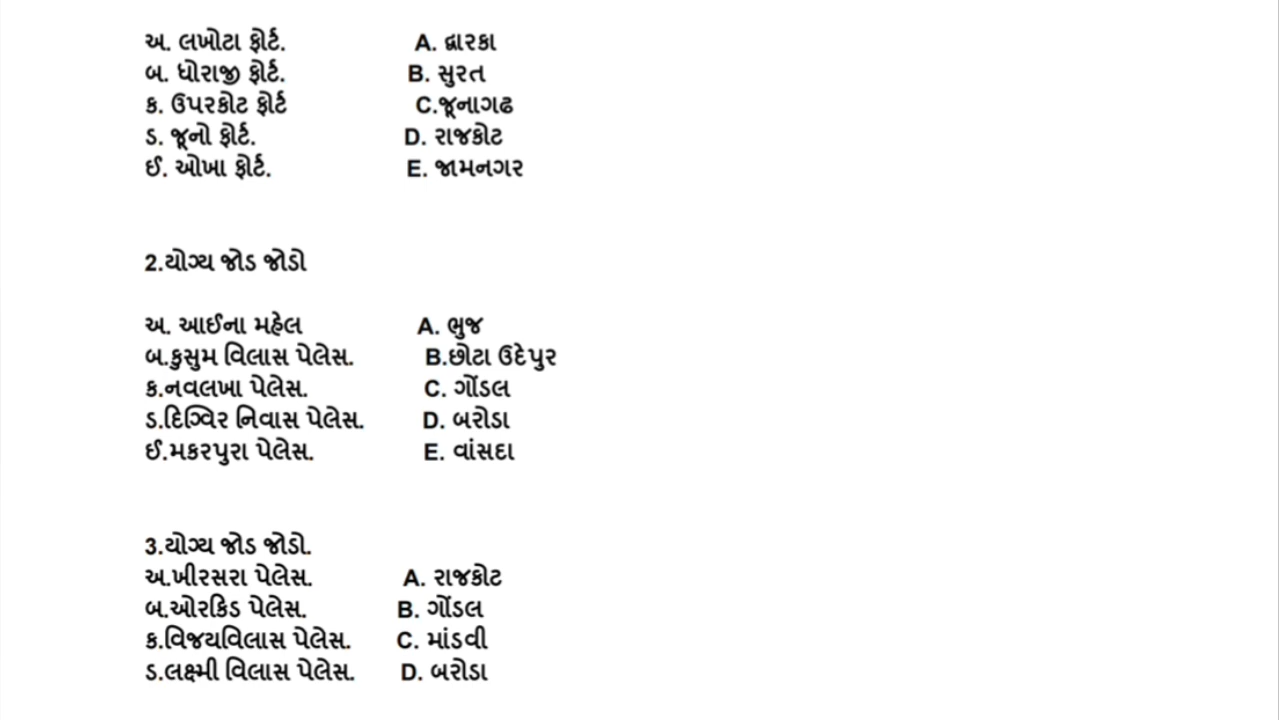 અ. લખોટા ફોર્ટ. A. દ્વારકા
બ. ધોરાજી ફોર્ટ. B. સુરત
ક. ઉપરકોટ ફોર્ટ C.જૂનાગઢ
ડ. જૂનો ફોર્ટ. D. રાજકોટ
ઈ. ઓખા ફોર્ટ. E. જામનગર
2.યોગ્ય જોડ જોડો
અ. આઈના મહેલ A. ભુજ
બ.કુસુમ વિલાસ પેલેસ. B.છોટા ઉદેપુર
ક.નવલખા પેલેસ. C. ગોંડલ
ડ.દિગ્વિર નિવાસ પેલેસ. D. બરોડા
ઈ.મકરપુરા પેલેસ. E. વાંસદા
3.યોગ્ય જોડ જોડો.
અ.ખીરસરા પેલેસ. A. રાજકોટ
બ.ઓરકિડ પેલેસ. B. ગોંડલ
ક.વિજયવિલાસ પેલેસ. C. માંડવી
ડ.લક્ષ્મી વિલાસ પેલેસ. D. બરોડા